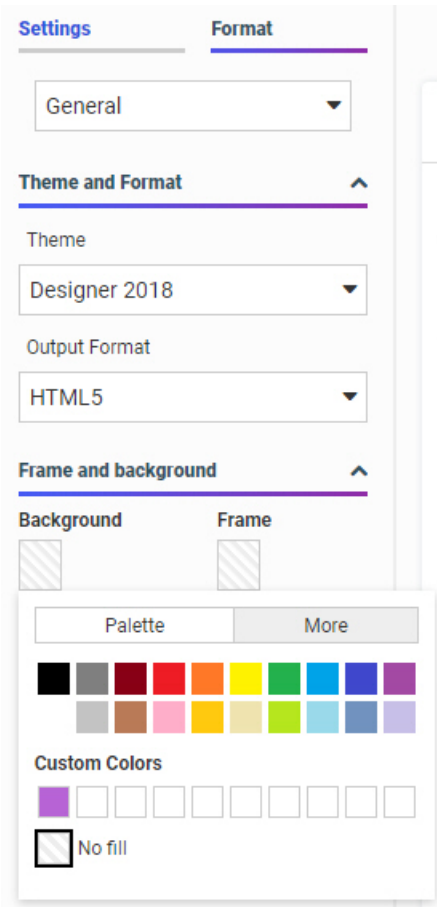 Settings Format
General
Theme and Format
Theme
Designer 2018
Output Format
HTML5
Frame and background
Background Frame
Palette More
Custom Colors
No fill